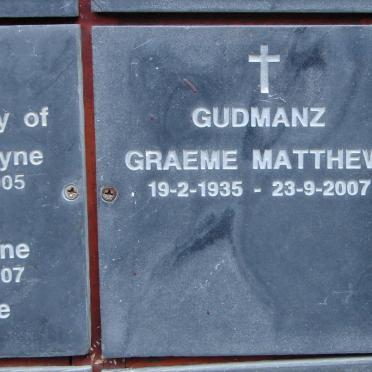 y of
yne
05
ne
07
e
GUDMANZ
GRAEME MATTHEW
19-2-1935 - 23-9-2007